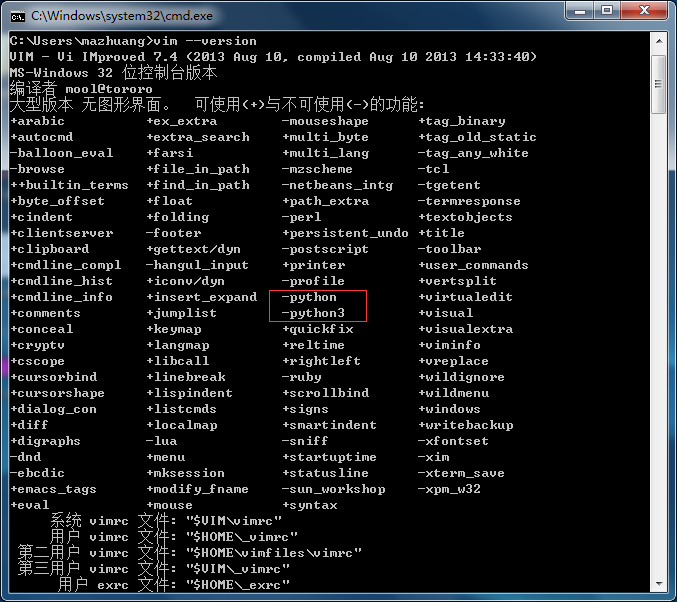 C:\Windows\system32\cmd.exe
C:\Users\mazhuang>vim --version
VIM - Vi IMproved 7.4 (2013 Aug 10, compiled Aug 10 2013 14:33:40)
MS-Windows 32 位控制台版本
编译者 mool@tororo
大型版本 无图形界面。 可使用(+)与不可使用(-)的功能:
+arabic +ex_extra -mouseshape +tag_binary
+autocmd +extra_search +multi_byte +tag_old_static
-balloon_eval +farsi +multi_lang -tag_any_white
-browse +file_in_path -mzscheme -tcl
++builtin_terms +find_in_path -netbeans_intg -tgetent
+byte_offset +float +path_extra -termresponse
+cindent +folding -perl +textobjects
+clientserver -footer +persistent_undo +title
+clipboard +gettext/dyn -postscript -toolbar
+cmdline_compl -hangul_input +printer +user_commands
+cmdline_hist +iconv/dyn -profile +vertsplit
+cmdline_info +insert_expand -python +virtualedit
+comments +jumplist -python3 +visual
+conceal +keymap +quickfix +visualextra
+cryptv +langmap +reltime +viminfo
+cscope +libcall +rightleft +vreplace
+cursorbind +linebreak -ruby +wildignore
+cursorshape +lispindent +scrollbind +wildmenu
+dialog_con +listcmds +signs +windows
+diff +localmap +smartindent +writebackup
+digraphs -lua -sniff -xfontset
-dnd +menu +startuptime -xim
-ebcdic +mksession +statusline -xterm_save
+emacs_tags +modify_fname -sun_workshop -xpm_w32
+eval +mouse +syntax
系统 vimrc 文件: "$VIM\vimrc"
用户 vimrc 文件: "$HOME\_vimrc"
第二用户 vimrc 文件: "$HOME\vimfiles\vimrc"
第三用户 vimrc 文件: "$VIM\_vimrc"
用户 exrc 文件: "$HOME\_exrc"